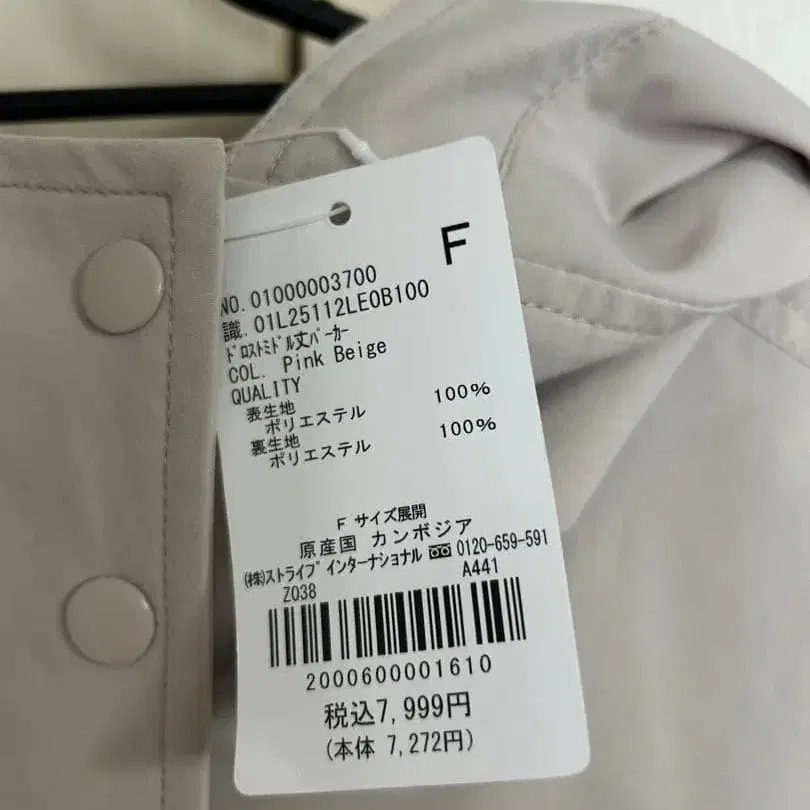 F
NO. 01000003700
識. 01L25112LE0B100
ﾄﾞﾛｽﾄﾐﾄﾞﾙ丈ﾊﾟｰｶｰ
COL. Pink Beige
QUALITY
表生地
ポリエステル 100%
裏生地
ポリエステル 100%
F サイズ展開
原産国 カンボジア
(株)ストライプインターナショナル 0120-659-591
Z038 A441
2000600001610
税込7,999円
(本体 7,272円)